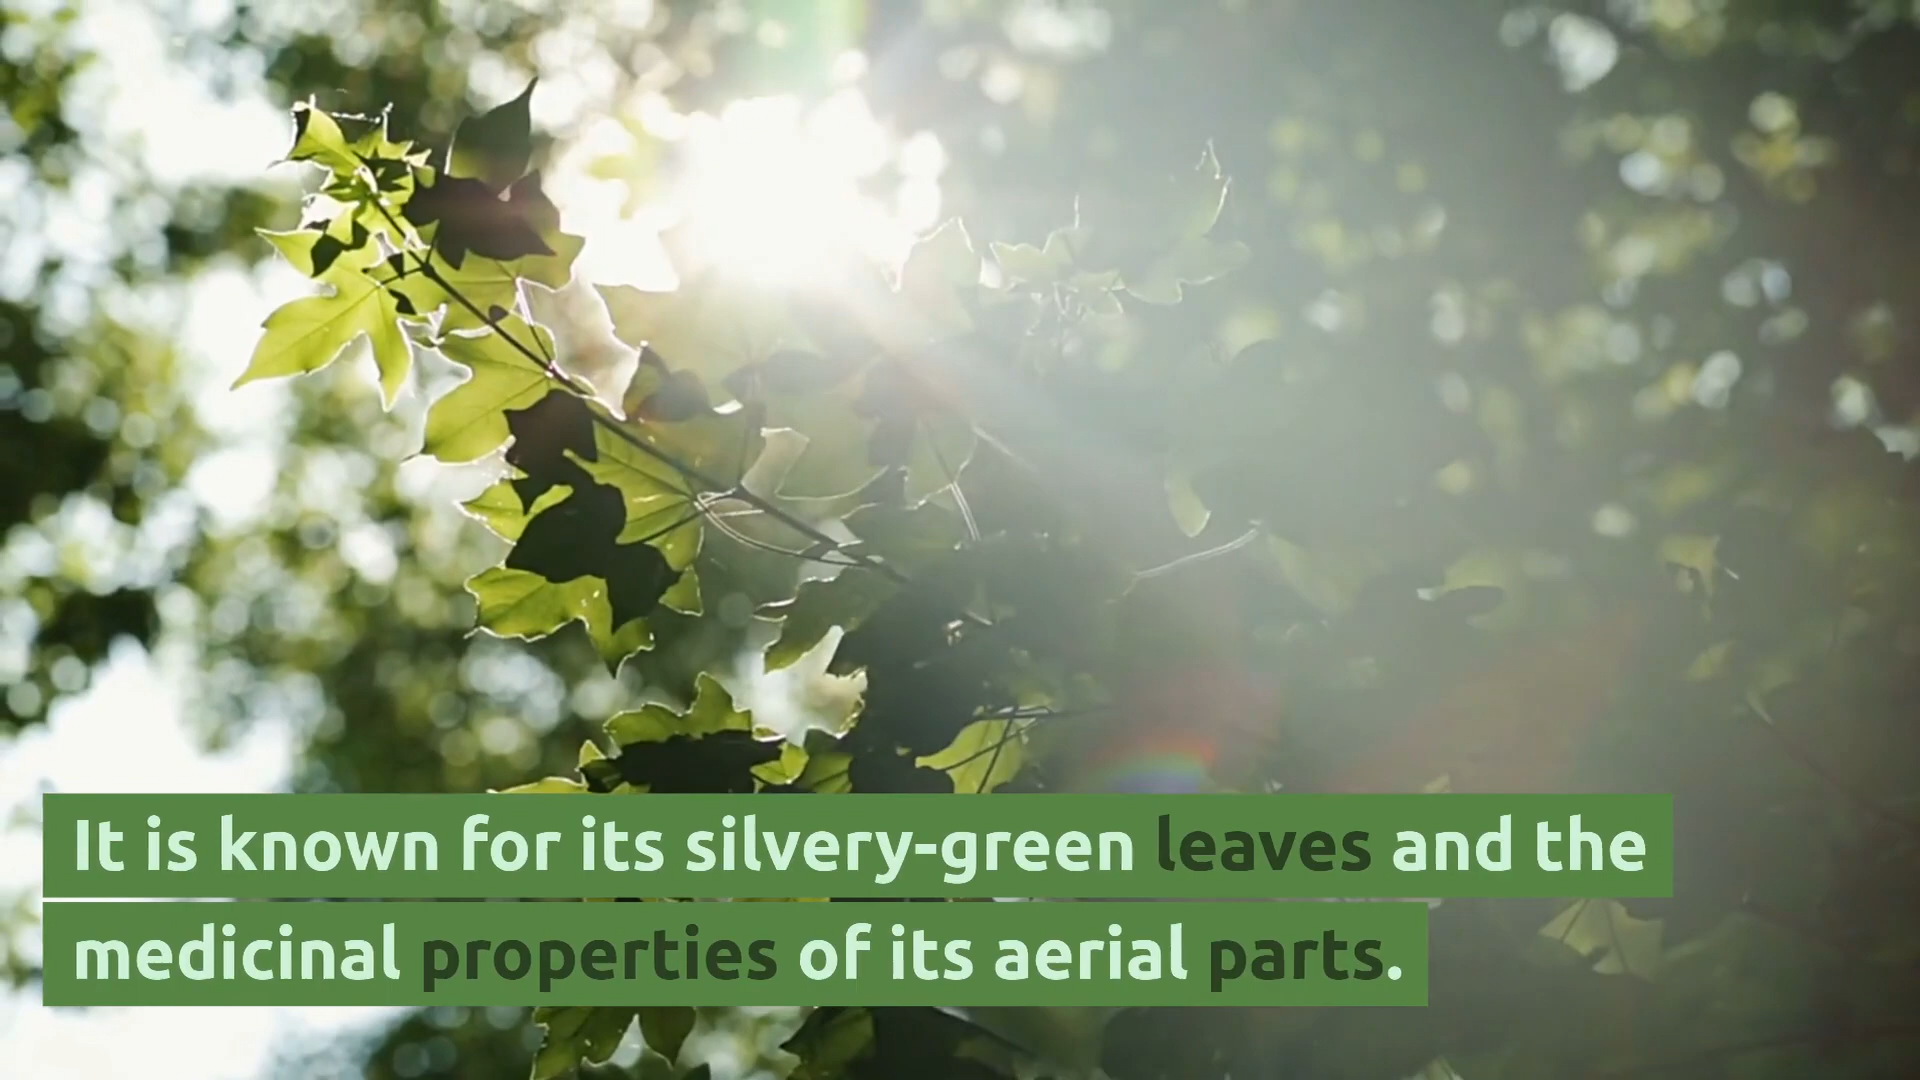 It is known for its silvery-green leaves and the
medicinal properties of its aerial parts.